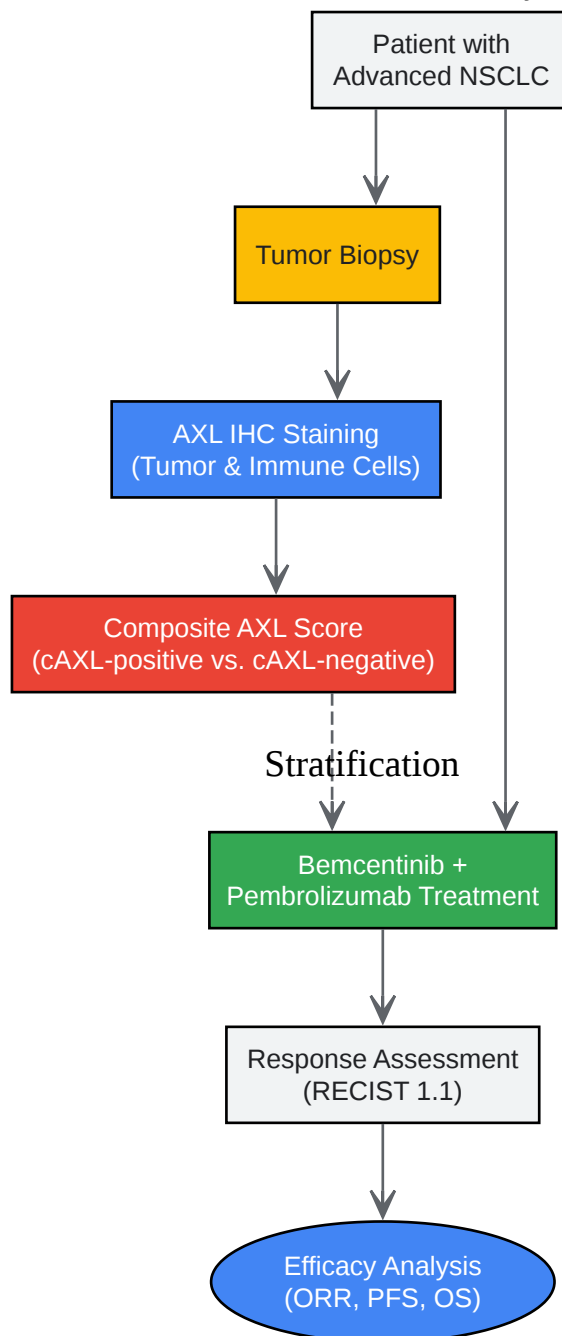 Patient with
Advanced NSCLC
Tumor Biopsy
AXL IHC Staining
(Tumor & Immune Cells)
Composite AXL Score
(cAXL-positive vs. cAXL-negative)
Stratification
Bemcentinib +
Pembrolizumab Treatment
Response Assessment
(RECIST 1.1)
Efficacy Analysis
(ORR, PFS, OS)